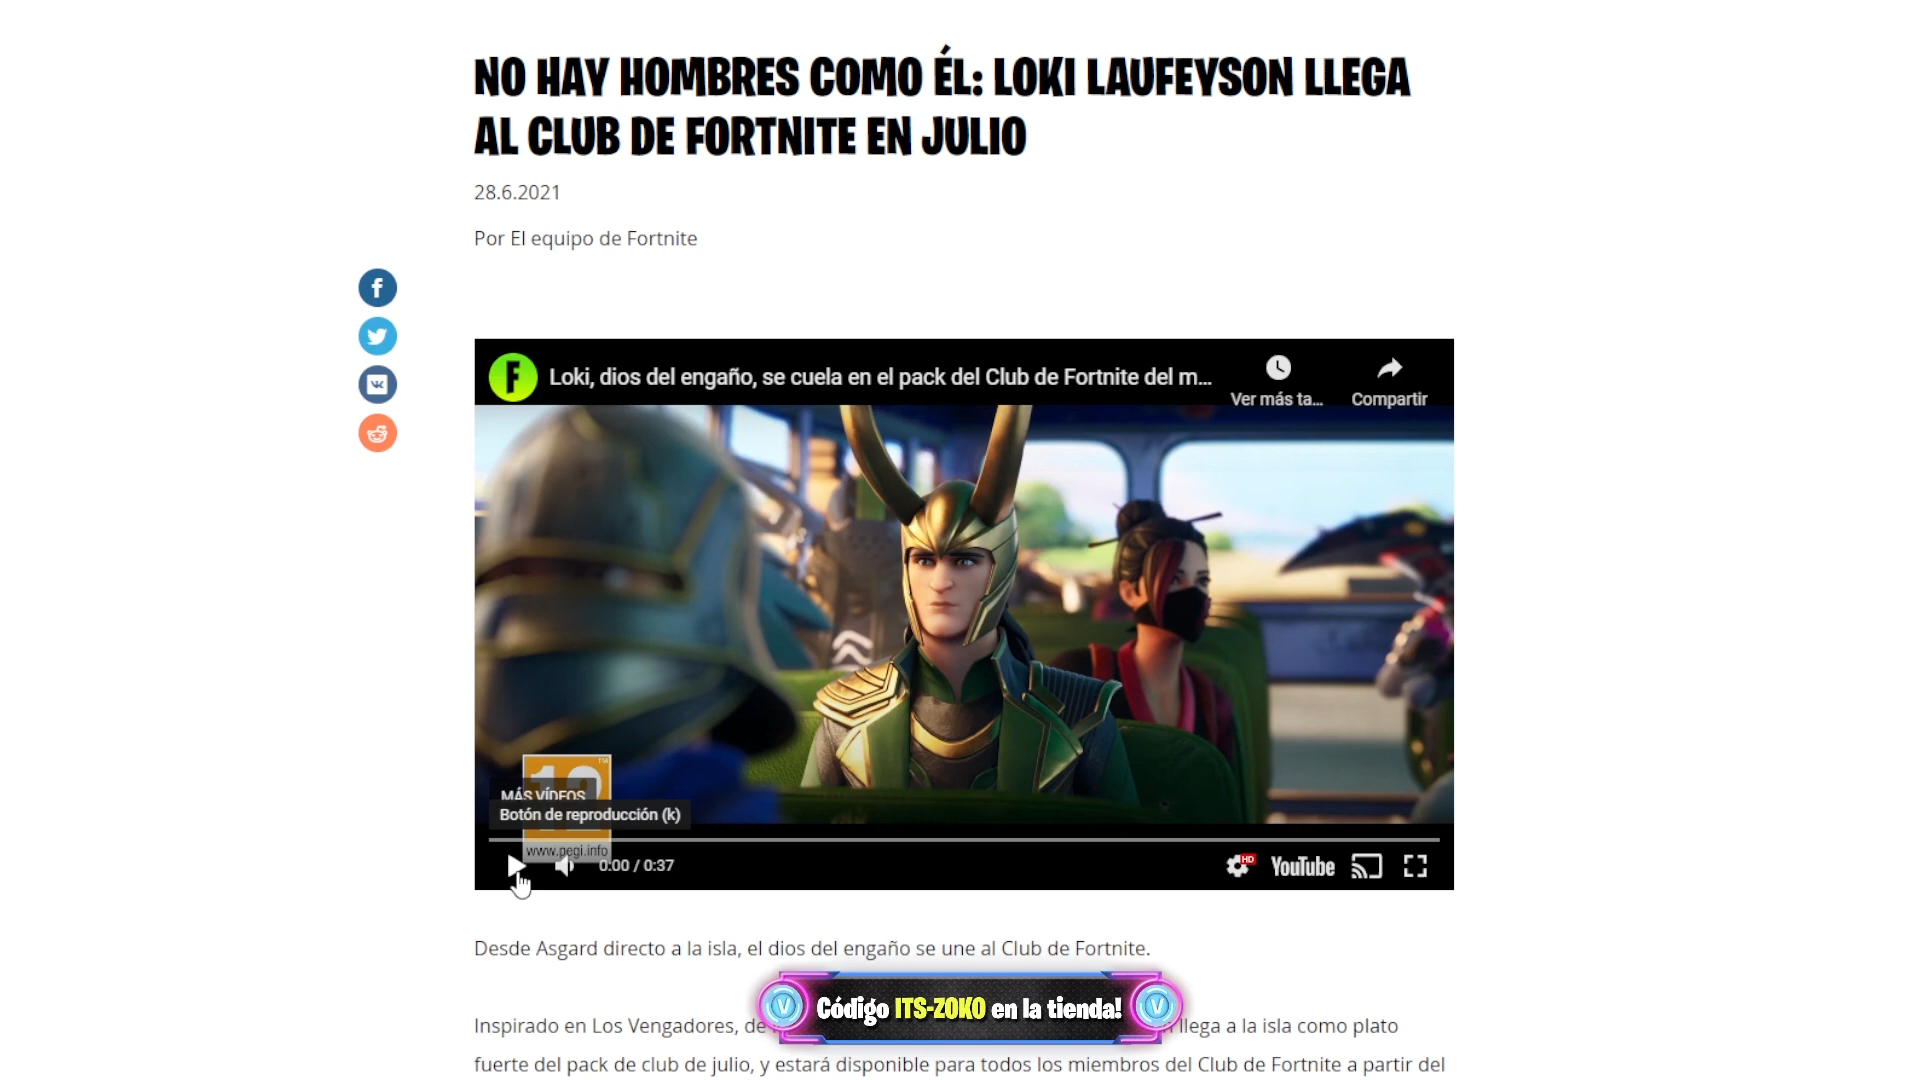 NO HAY HOMBRES COMO ÉL: LOKI LAUFEYSON LLEGA
AL CLUB DE FORTNITE EN JULIO
28.6.2021
Por El equipo de Fortnite
Loki, dios del engaño, se cuela en el pack del Club de Fortnite del m...
Ver más ta...
Compartir
MÁS VÍDEOS
Botón de reproducción (k)
www.pegi.info
0:00 / 0:37
HD
YouTube
Desde Asgard directo a la isla, el dios del engaño se une al Club de Fortnite.
Código ITS-ZOKO en la tienda!
Inspirado en Los Vengadores, de llega a la isla como plato
fuerte del pack de club de julio, y estará disponible para todos los miembros del Club de Fortnite a partir del